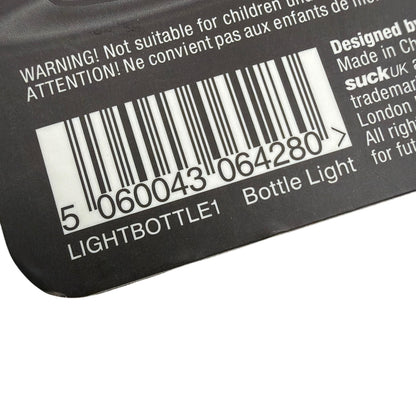 WARNING! Not suitable for children
ATTENTION! Ne convient pas aux enfants de
Designed by
Made in
suck UK
trademar
London
All righ
for fut
5 060043 064280 >
LIGHTBOTTLE1 Bottle Light